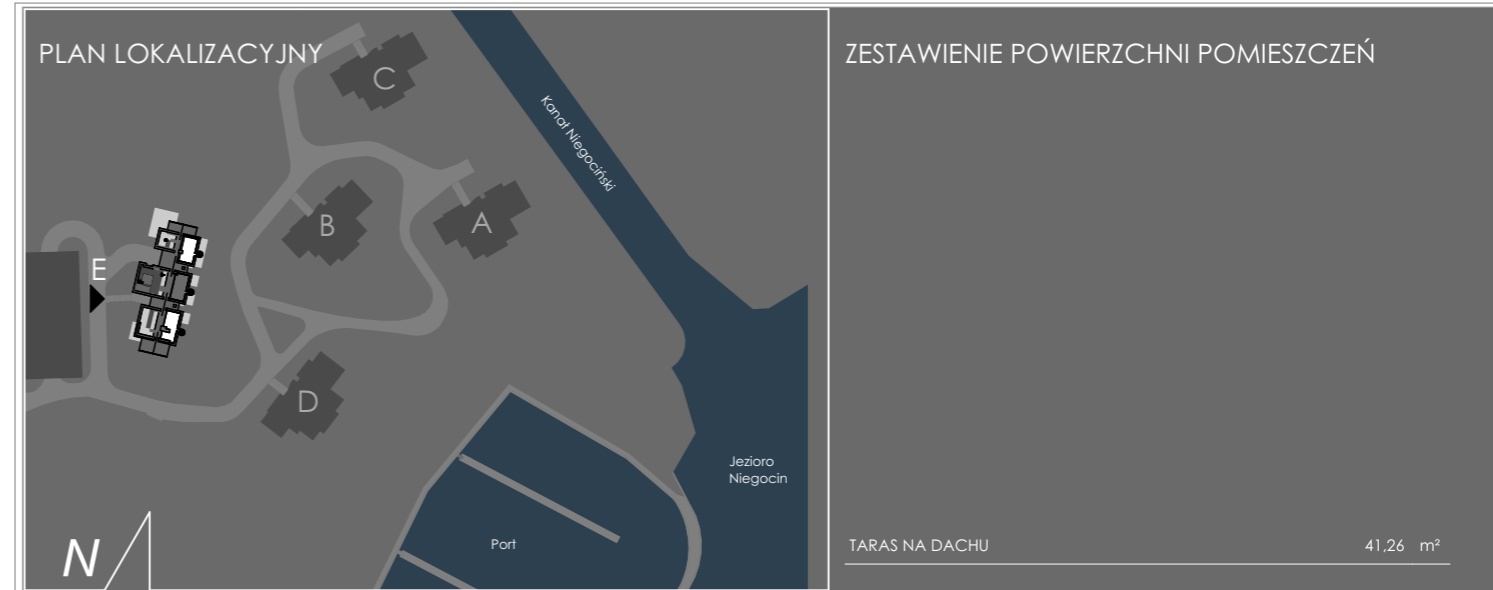 PLAN LOKALIZACYJNY
C
Kanał Niegociński
B
A
E
D
Jezioro
Niegocin
Port
N
ZESTAWIENIE POWIERZCHNI POMIESZCZEŃ
TARAS NA DACHU 41,26 m²